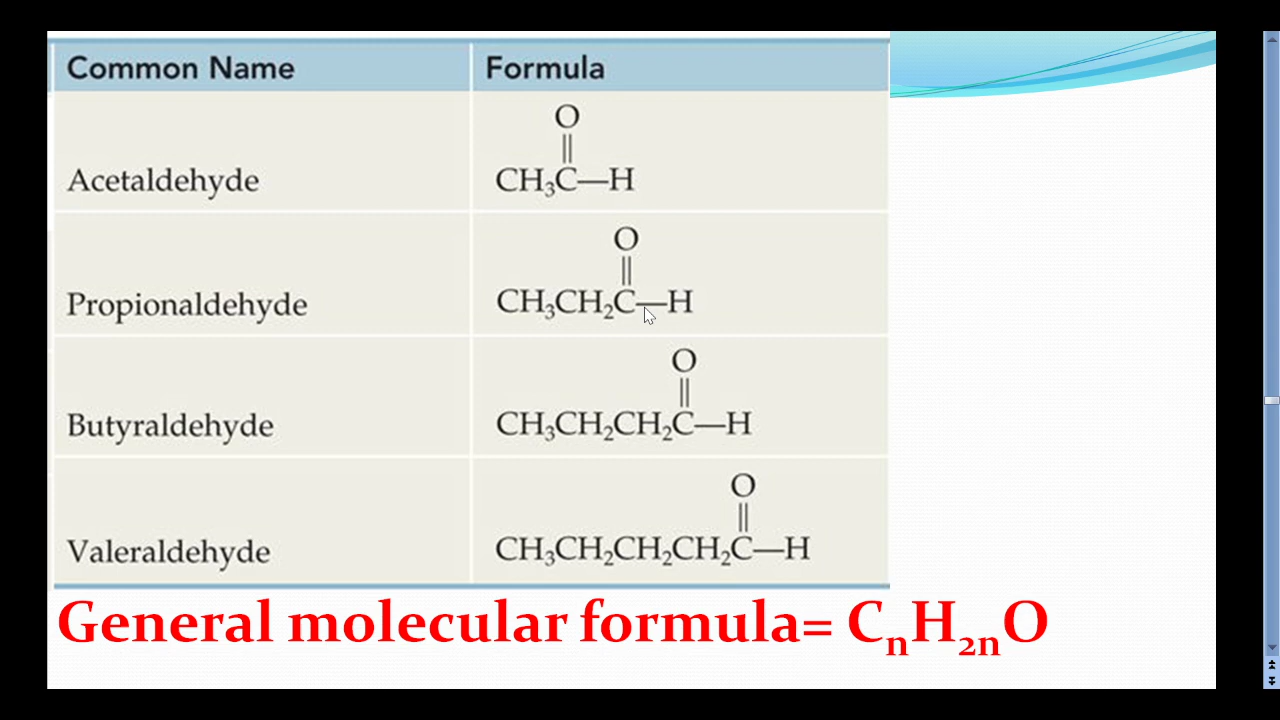 Common Name Formula
O
||
Acetaldehyde CH₃C—H
O
||
Propionaldehyde CH₃CH₂C—H
O
||
Butyraldehyde CH₃CH₂CH₂C—H
O
||
Valeraldehyde CH₃CH₂CH₂CH₂C—H
General molecular formula= CₙH₂ₙO